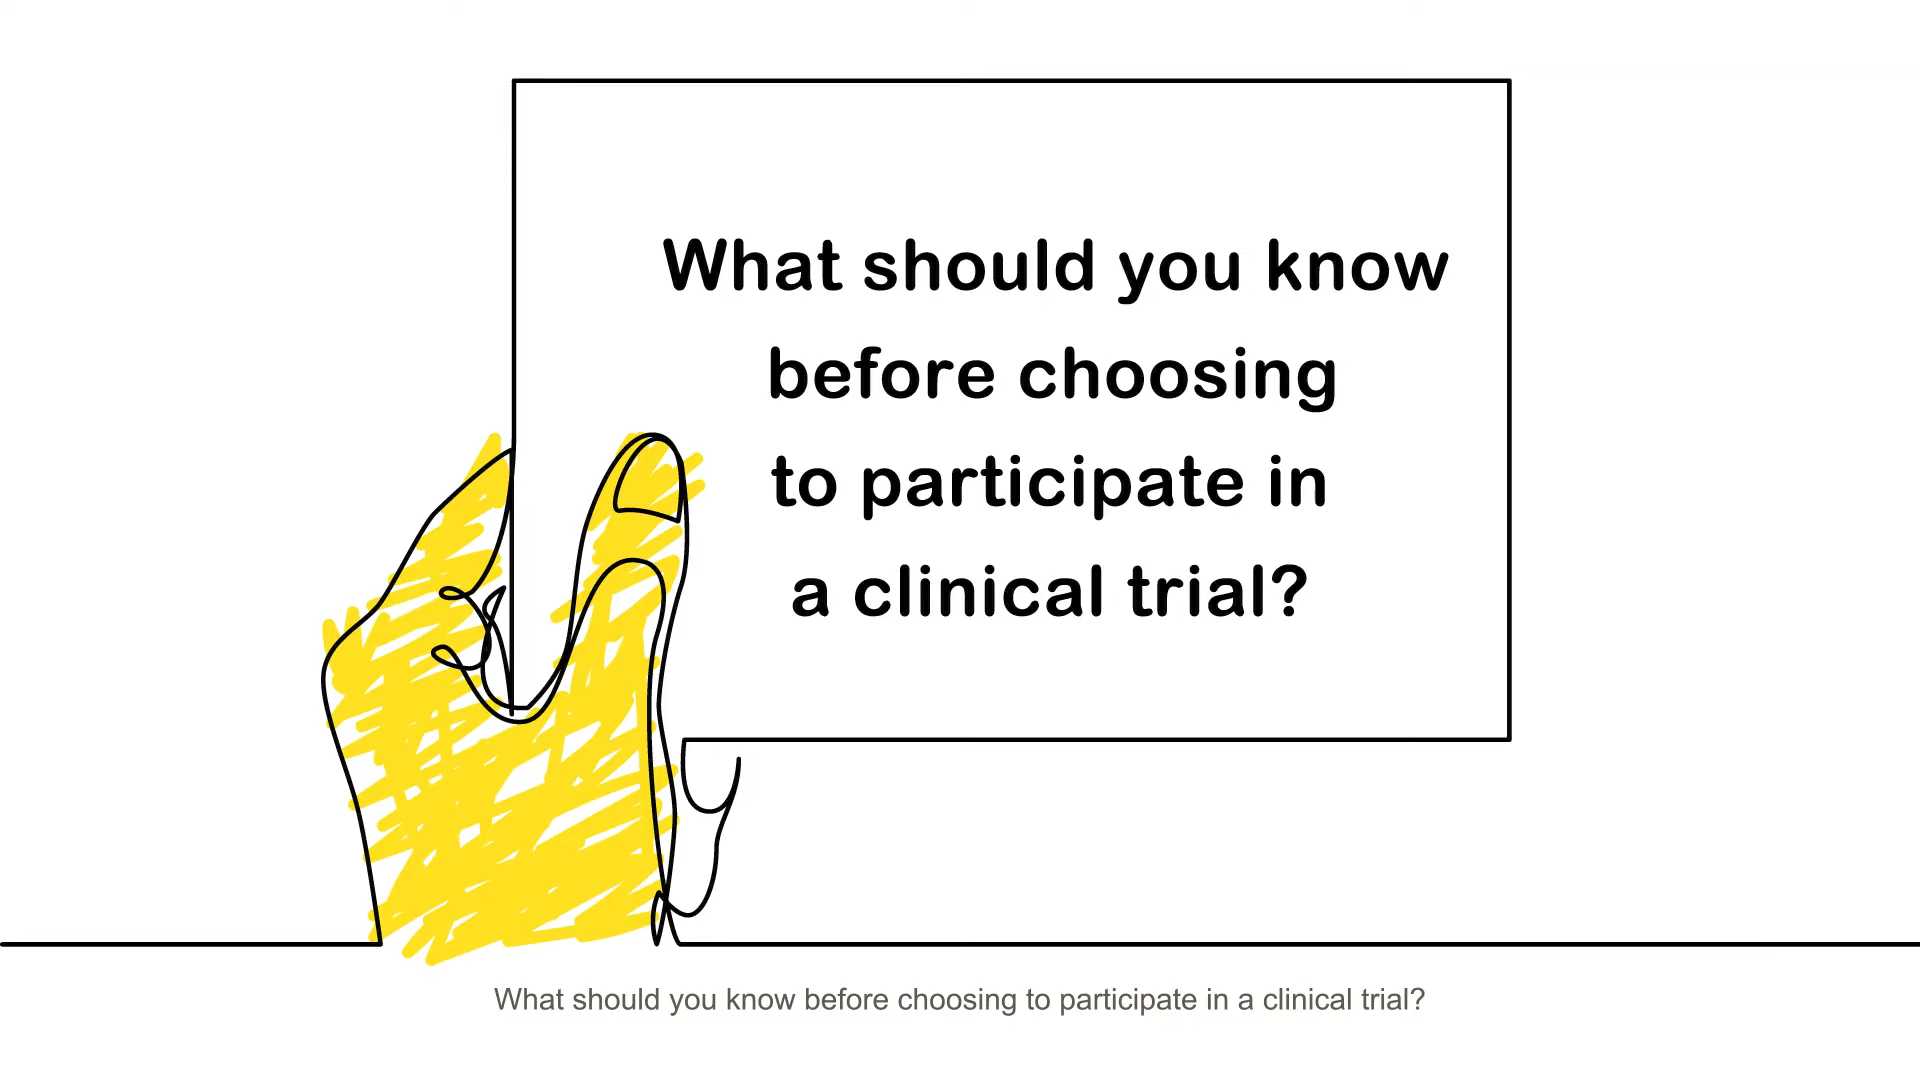 What should you know
before choosing
to participate in
a clinical trial?
What should you know before choosing to participate in a clinical trial?